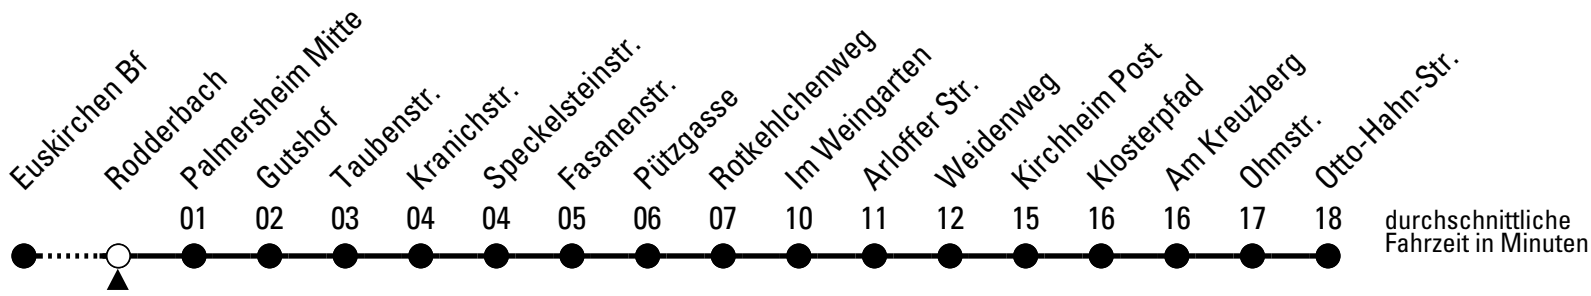 Euskirchen Bf
Rodderbach
Palmersheim Mitte
Gutshof
Taubenstr.
Kranichstr.
Speckelsteinstr.
Fasanenstr.
Pützgasse
Rotkehlchenweg
Im Weingarten
Arloffer Str.
Weidenweg
Kirchheim Post
Klosterpfad
Am Kreuzberg
Ohmstr.
Otto-Hahn-Str.
01 02 03 04 04 05 06 07 10 11 12 15 16 16 17 18
durchschnittliche
Fahrzeit in Minuten